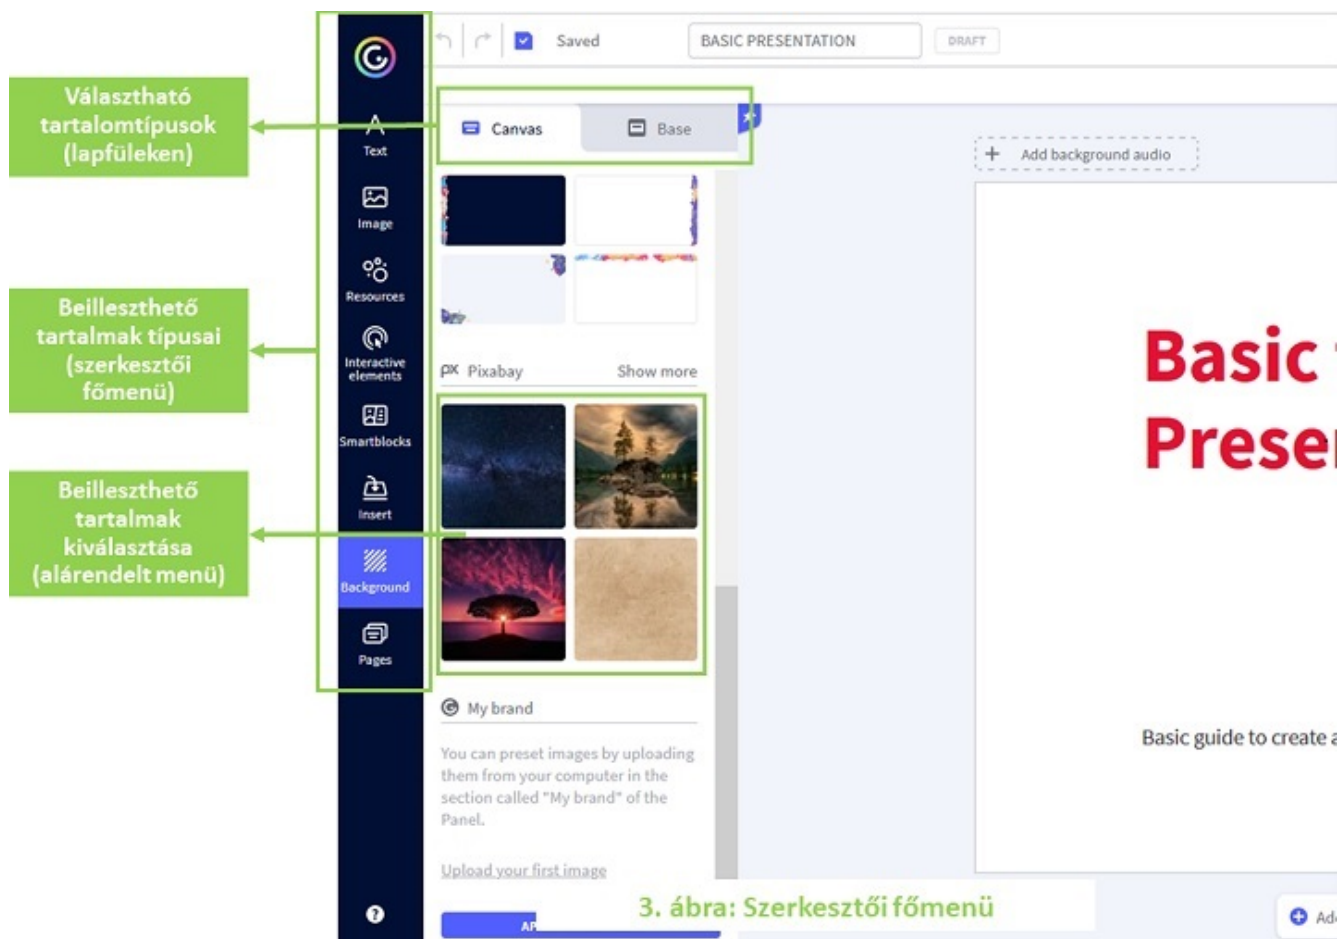 Saved
BASIC PRESENTATION
DRAFT
Választható
tartalomtípusok
(lapfüleken)
Text
Canvas
Base
+ Add background audio
Image
Resources
Beilleszthető
tartalmak típusai
(szerkesztői
főmenü)
Interactive
elements
px Pixabay
Show more
Basic
Presen
Smartblocks
Beilleszthető
tartalmak
kiválasztása
(alárendelt menü)
Insert
Background
Pages
My brand
You can preset images by uploading
them from your computer in the
section called "My brand" of the
Panel.
Basic guide to create a
Upload your first image
3. ábra: Szerkesztői főmenü
?